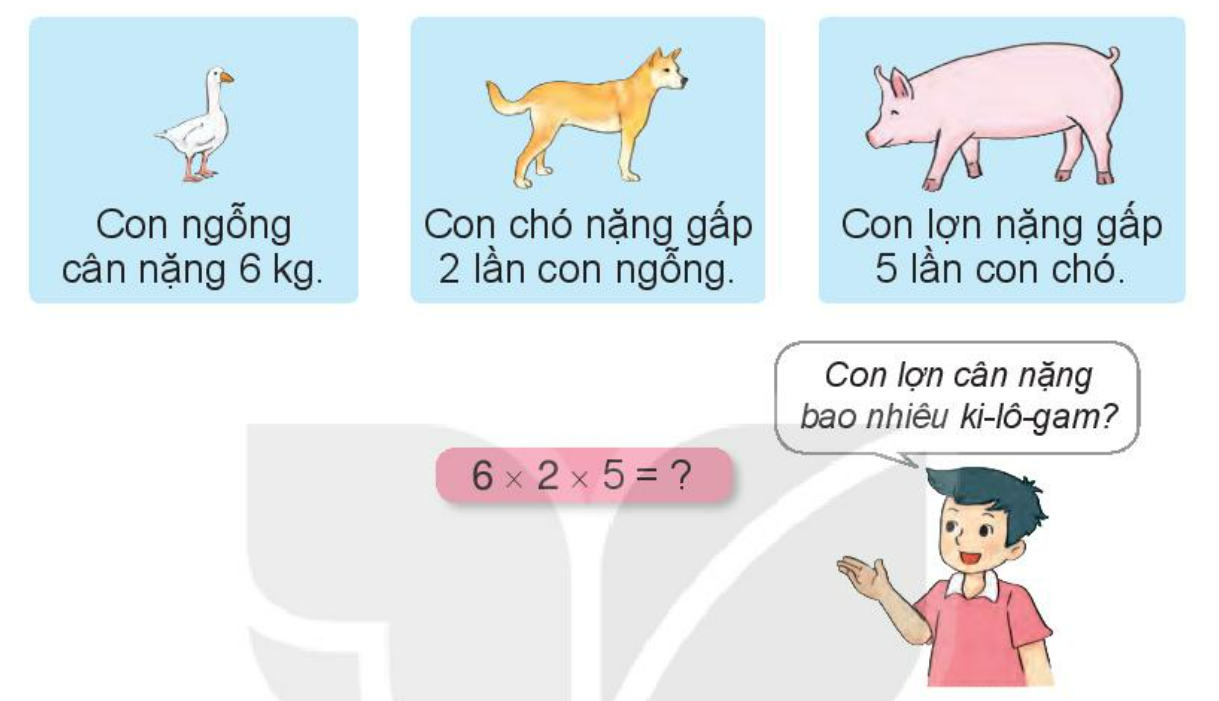 Con ngỗng
cân nặng 6 kg.
Con chó nặng gấp
2 lần con ngỗng.
Con lợn nặng gấp
5 lần con chó.
Con lợn cân nặng
bao nhiêu ki-lô-gam?
6 × 2 × 5 = ?